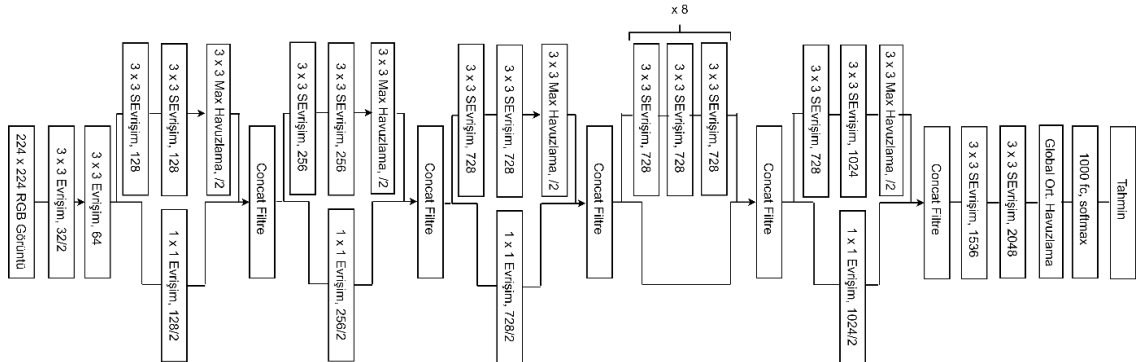 x 8
224 x 224 RGB Görüntü
3 x 3 Evrişim, 32/2
3 x 3 Evrişim, 64
3 x 3 SEvrişim, 128
3 x 3 SEvrişim, 128
3 x 3 Max Havuzlama, /2
1 x 1 Evrişim, 128/2
Concat Filtre
3 x 3 SEvrişim, 256
3 x 3 SEvrişim, 256
3 x 3 Max Havuzlama, /2
1 x 1 Evrişim, 256/2
Concat Filtre
3 x 3 SEvrişim, 728
3 x 3 SEvrişim, 728
3 x 3 Max Havuzlama, /2
1 x 1 Evrişim, 728/2
Concat Filtre
3 x 3 SEvrişim, 728
3 x 3 SEvrişim, 728
3 x 3 SEvrişim, 728
Concat Filtre
3 x 3 SEvrişim, 728
3 x 3 SEvrişim, 1024
3 x 3 Max Havuzlama, /2
1 x 1 Evrişim, 1024/2
Concat Filtre
3 x 3 SEvrişim, 1536
3 x 3 SEvrişim, 2048
Global Ort. Havuzlama
1000 fc, softmax
Tahmin